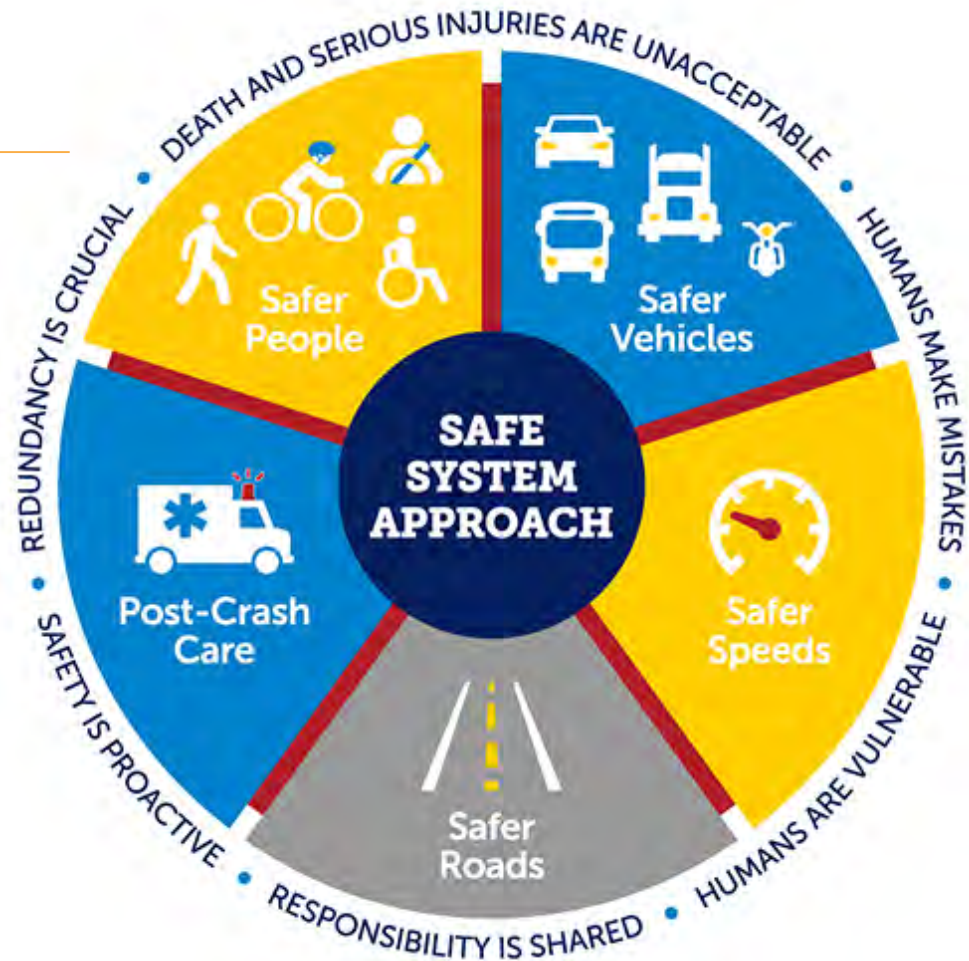 DEATH AND SERIOUS INJURIES ARE UNACCEPTABLE
HUMANS MAKE MISTAKES
HUMANS ARE VULNERABLE
RESPONSIBILITY IS SHARED
SAFETY IS PROACTIVE
REDUNDANCY IS CRUCIAL
SAFE
SYSTEM
APPROACH
Safer
People
Safer
Vehicles
Safer
Speeds
Safer
Roads
Post-Crash
Care